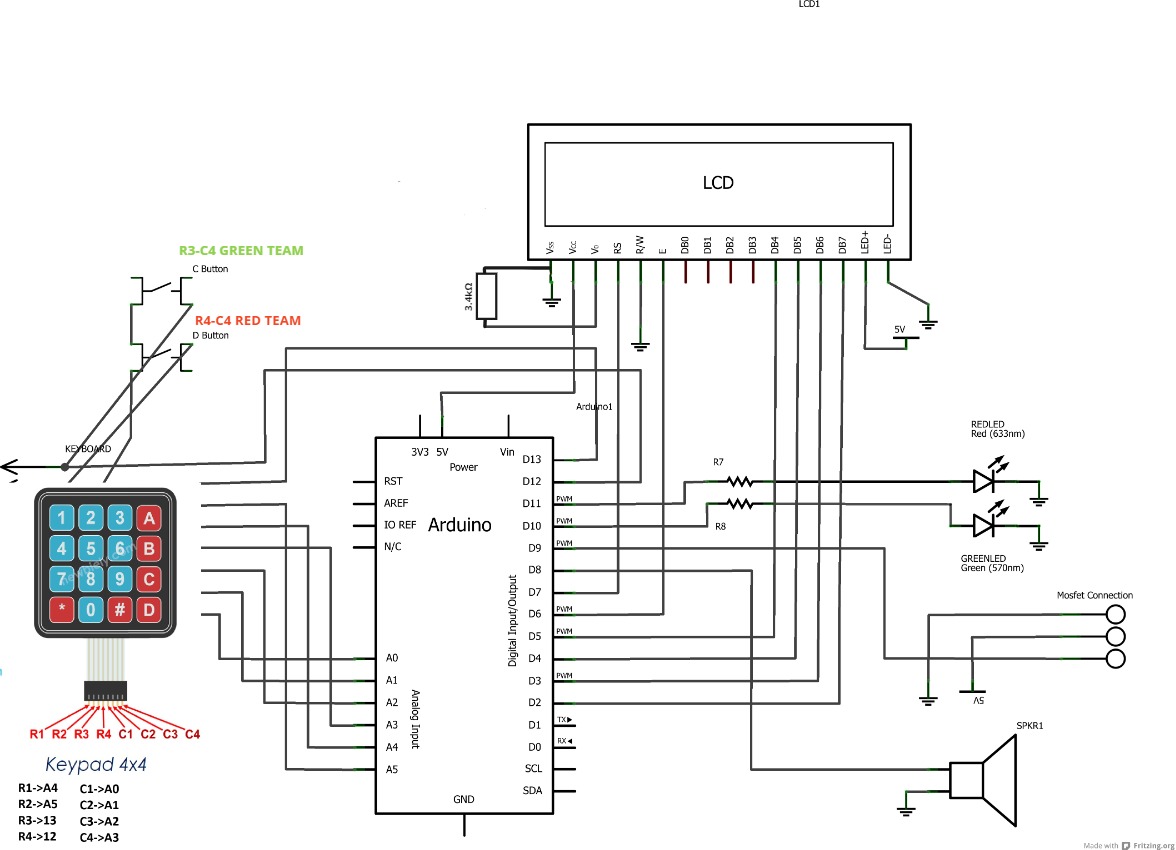 LCD1
LCD
Vss
Vcc
V0
RS
R/W
E
DB0
DB1
DB2
DB3
DB4
DB5
DB6
DB7
LED+
LED-
3.4kΩ
5V
R3-C4 GREEN TEAM
C Button
R4-C4 RED TEAM
D Button
KEYBOARD
Arduino1
3V3 5V Vin
Power
RST
AREF
IO REF
N/C
Arduino
D13
D12
D11 PWM
D10 PWM
D9 PWM
D8
D7
D6 PWM
D5 PWM
D4
D3 PWM
D2
D1 TX
D0 RX
SCL
SDA
Digital Input/Output
A0
A1
A2
A3
A4
A5
Analog Input
GND
R7
R8
REDLED
Red (633nm)
GREENLED
Green (570nm)
Mosfet Connection
5V
SPKR1
1 2 3 A
4 5 6 B
7 8 9 C
* 0 # D
R1 R2 R3 R4 C1 C2 C3 C4
Keypad 4x4
R1->A4 C1->A0
R2->A5 C2->A1
R3->13 C3->A2
R4->12 C4->A3
Made with Fritzing.org